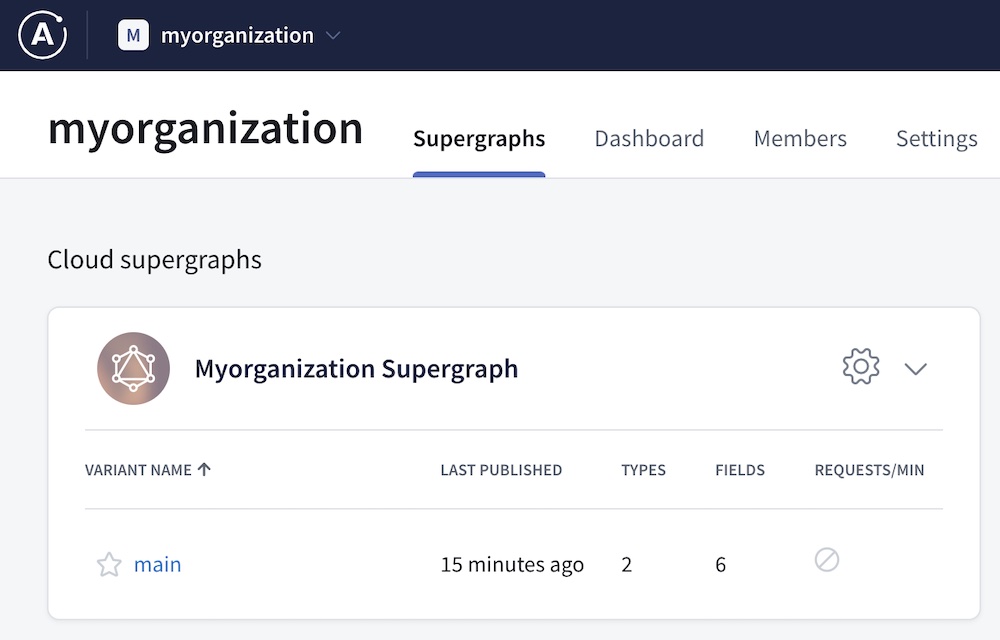 A M myorganization
myorganization Supergraphs Dashboard Members Settings
Cloud supergraphs
Myorganization Supergraph
VARIANT NAME ↑ LAST PUBLISHED TYPES FIELDS REQUESTS/MIN
main 15 minutes ago 2 6